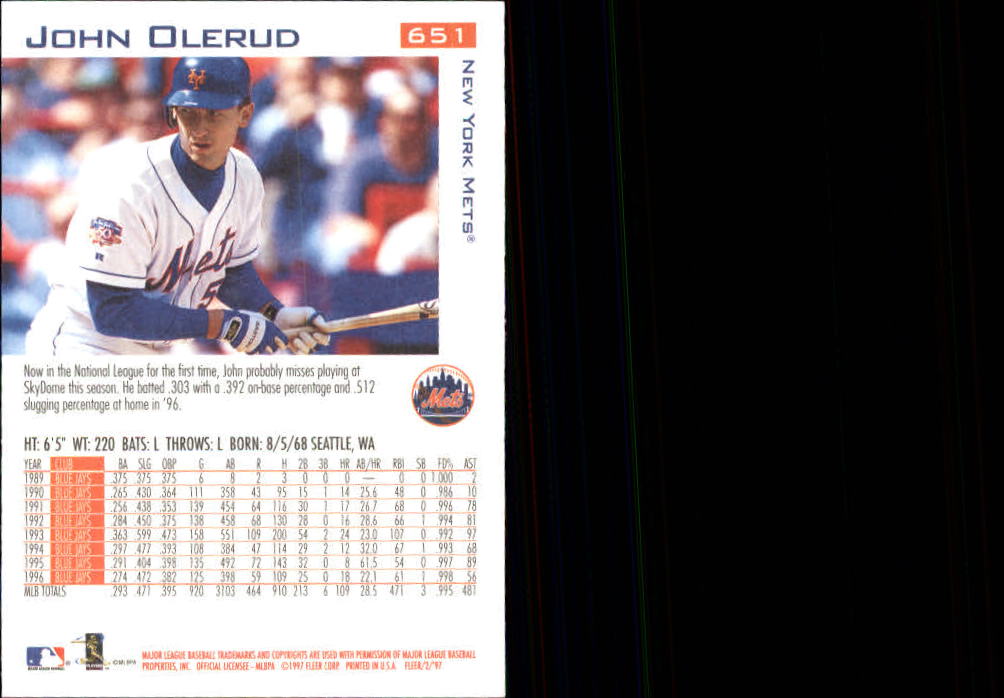 JOHN OLERUD
651
NEW YORK METS®
Mets
5
Now in the National League for the first time, John probably misses playing at
SkyDome this season. He batted .303 with a .392 on-base percentage and .512
slugging percentage at home in '96.
Mets
HT: 6'5" WT: 220 BATS: L THROWS: L BORN: 8/5/68 SEATTLE, WA
YEAR CLUB BA SLG OBP G AB R H 2B 3B HR AB/HR RBI SB FD% AST
1989 BLUE JAYS .375 .375 .375 6 8 2 3 0 0 0 — 0 0 1.000 2
1990 BLUE JAYS .265 .430 .364 111 358 43 95 15 1 14 25.6 48 0 .986 10
1991 BLUE JAYS .256 .438 .353 139 454 64 116 30 1 17 26.7 68 0 .996 78
1992 BLUE JAYS .284 .450 .375 138 458 68 130 28 0 16 28.6 66 1 .994 81
1993 BLUE JAYS .363 .599 .473 158 551 109 200 54 2 24 23.0 107 0 .992 97
1994 BLUE JAYS .297 .477 .393 108 384 47 114 29 2 12 32.0 67 1 .993 68
1995 BLUE JAYS .291 .404 .398 135 492 72 143 32 0 8 61.5 54 0 .997 89
1996 BLUE JAYS .274 .472 .382 125 398 59 109 25 0 18 22.1 61 1 .998 56
MLB TOTALS .293 .471 .395 920 3103 464 910 213 6 109 28.5 471 3 .995 481
©MLBPA
MAJOR LEAGUE BASEBALL TRADEMARKS AND COPYRIGHTS ARE USED WITH PERMISSION OF MAJOR LEAGUE BASEBALL
PROPERTIES, INC. OFFICIAL LICENSEE - MLBPA ©1997 FLEER CORP. PRINTED IN U.S.A. FLEER/2/'97